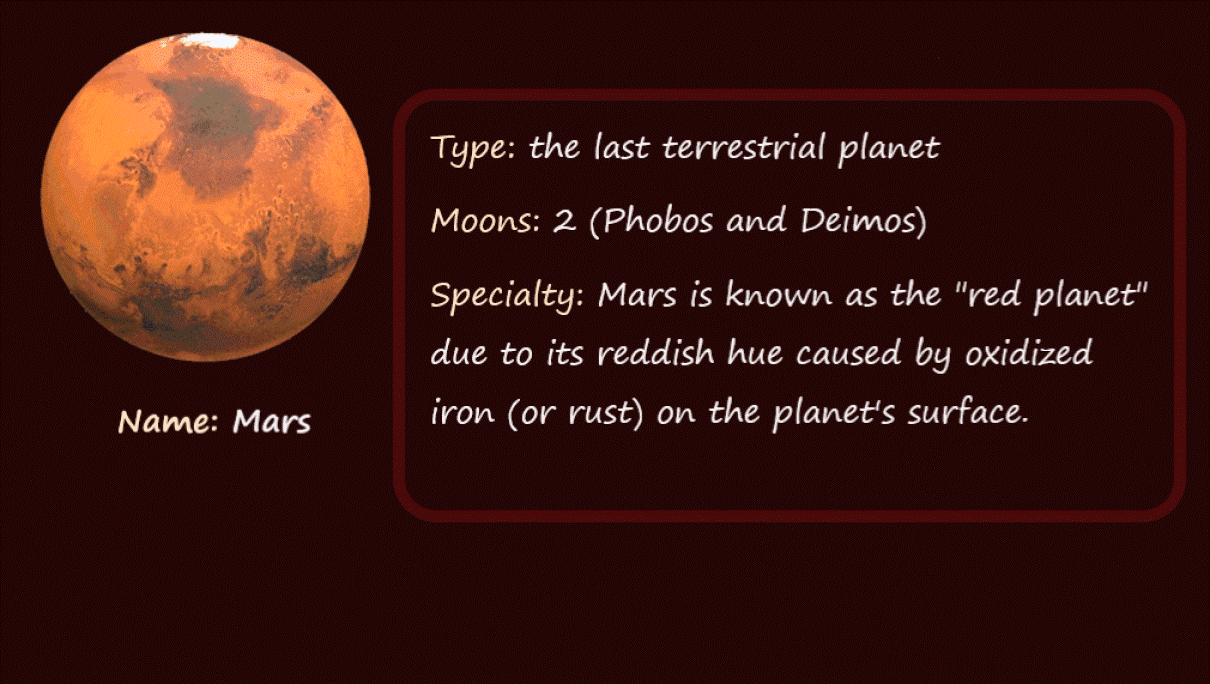 Type: the last terrestrial planet
Moons: 2 (Phobos and Deimos)
Specialty: Mars is known as the "red planet"
due to its reddish hue caused by oxidized
iron (or rust) on the planet's surface.
Name: Mars